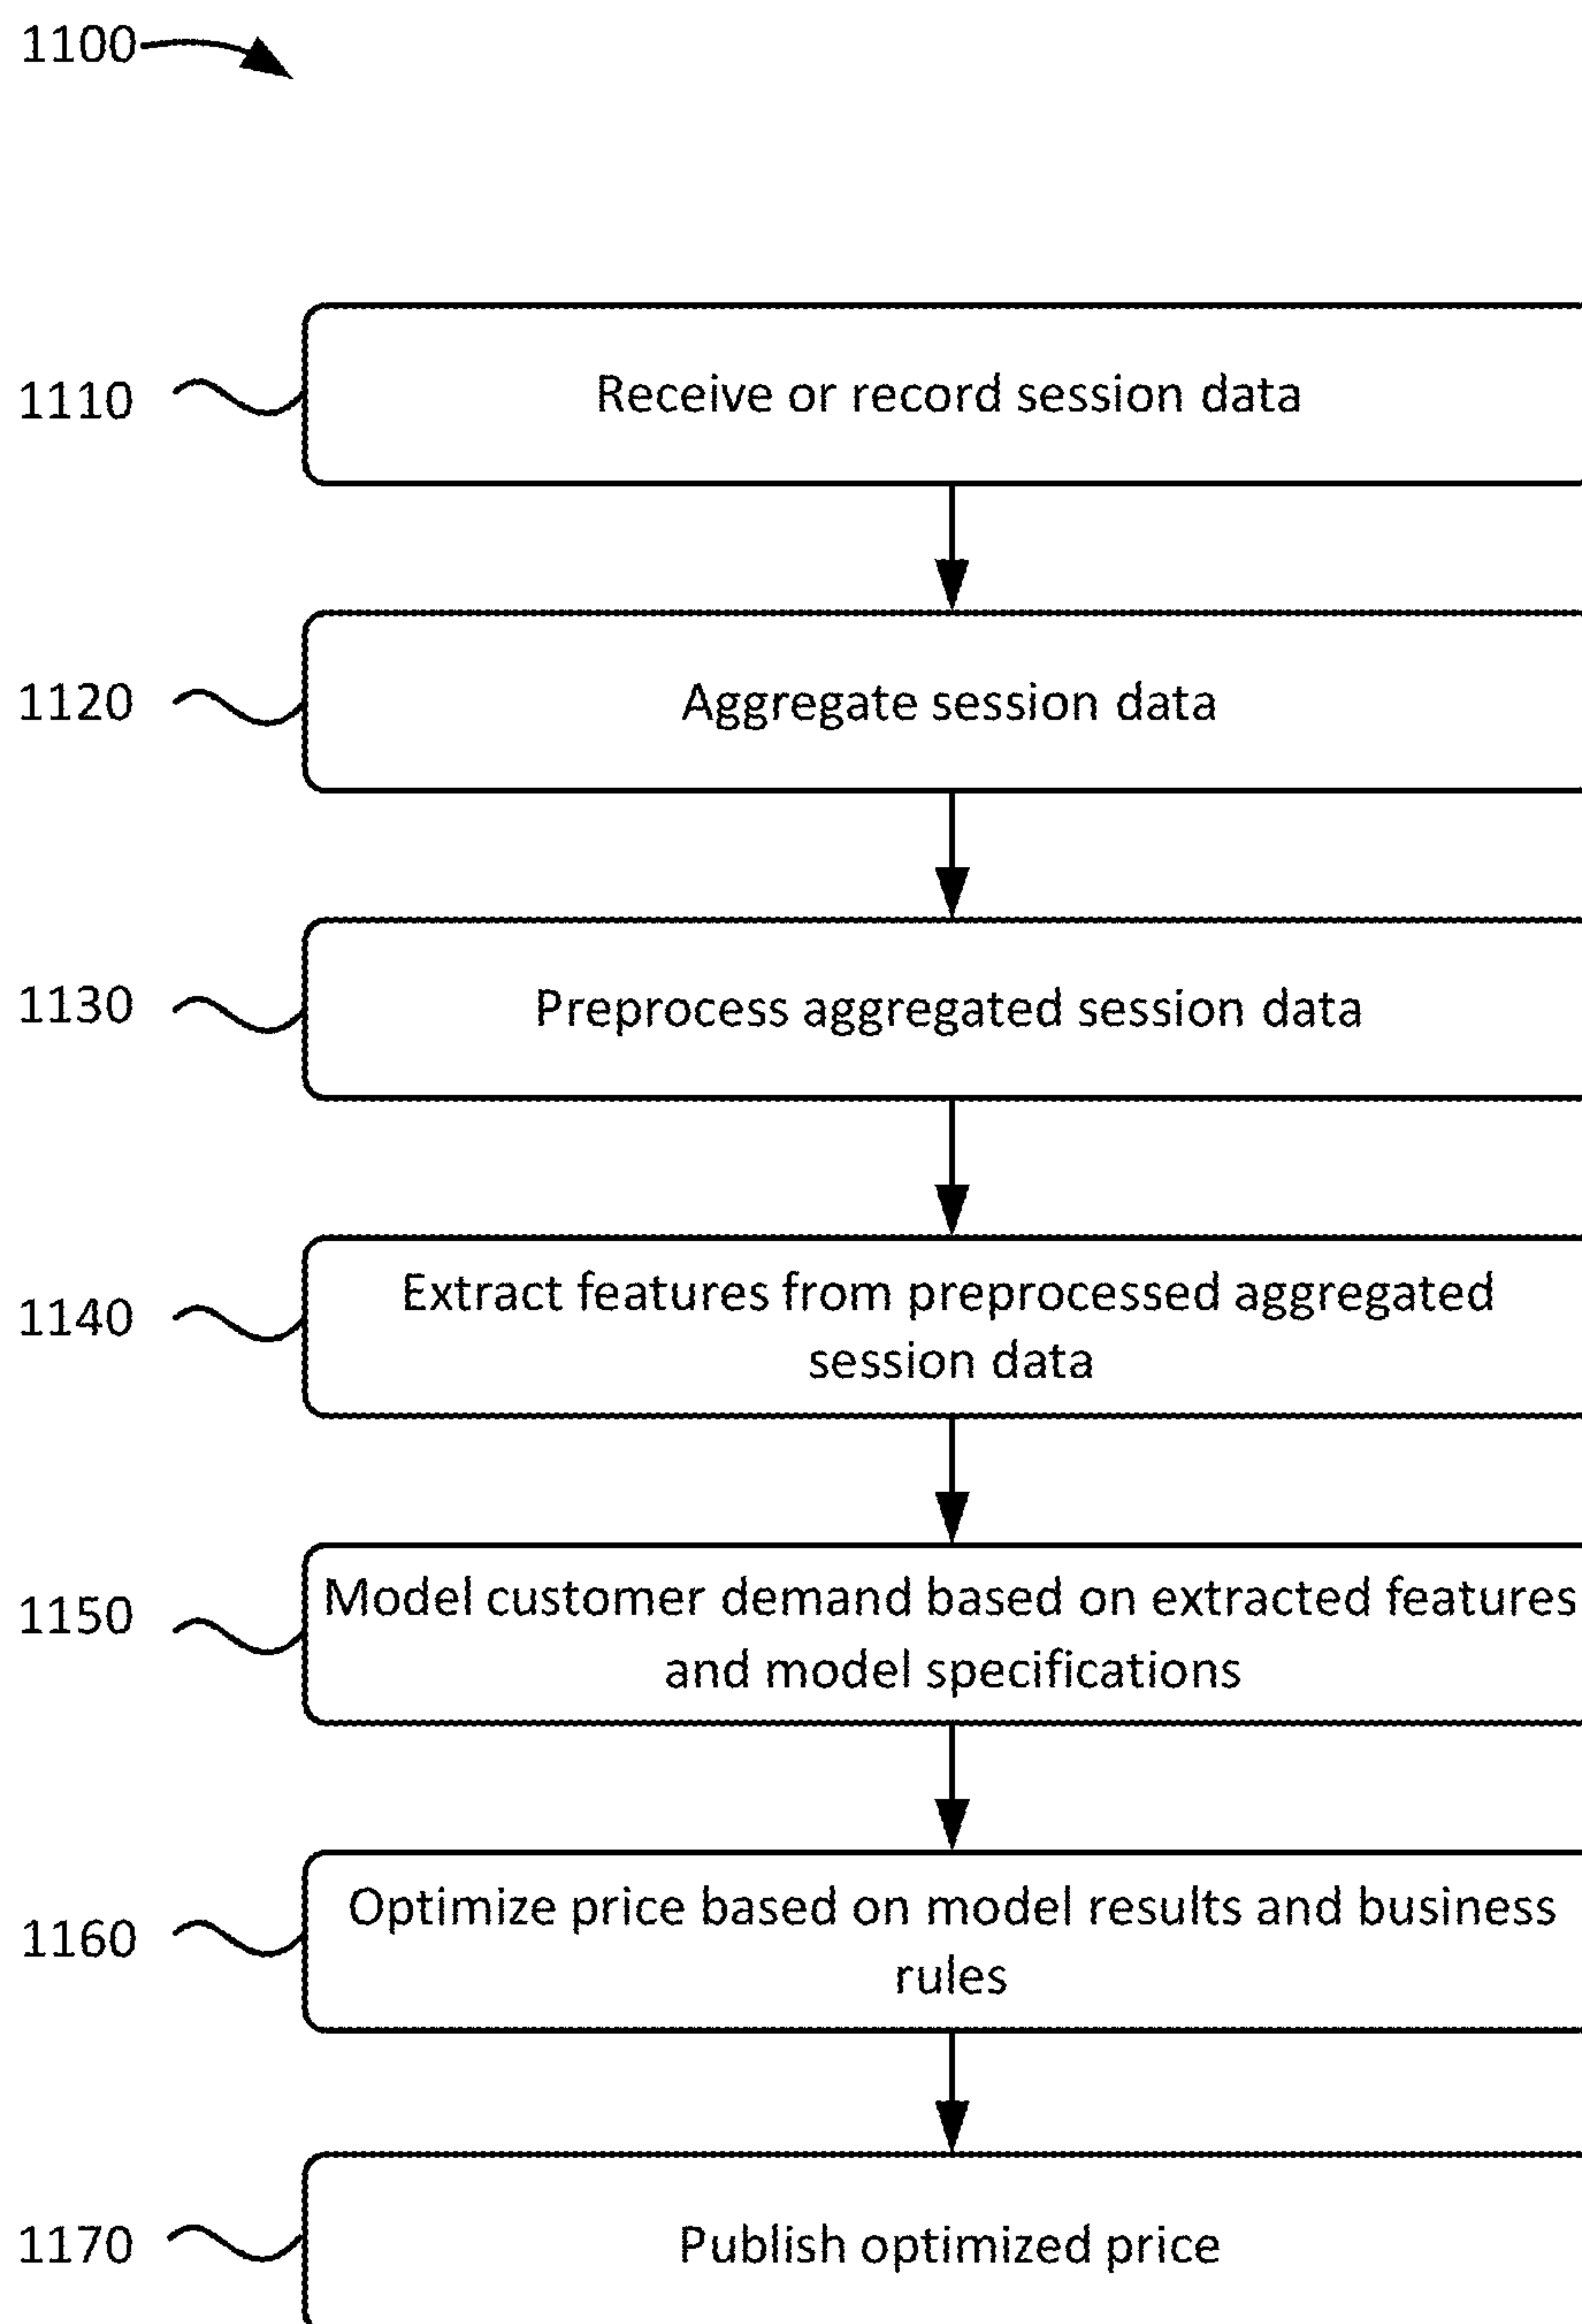 1100
1110
Receive or record session data
1120
Aggregate session data
1130
Preprocess aggregated session data
1140
Extract features from preprocessed aggregated
session data
1150
Model customer demand based on extracted features
and model specifications
1160
Optimize price based on model results and business
rules
1170
Publish optimized price